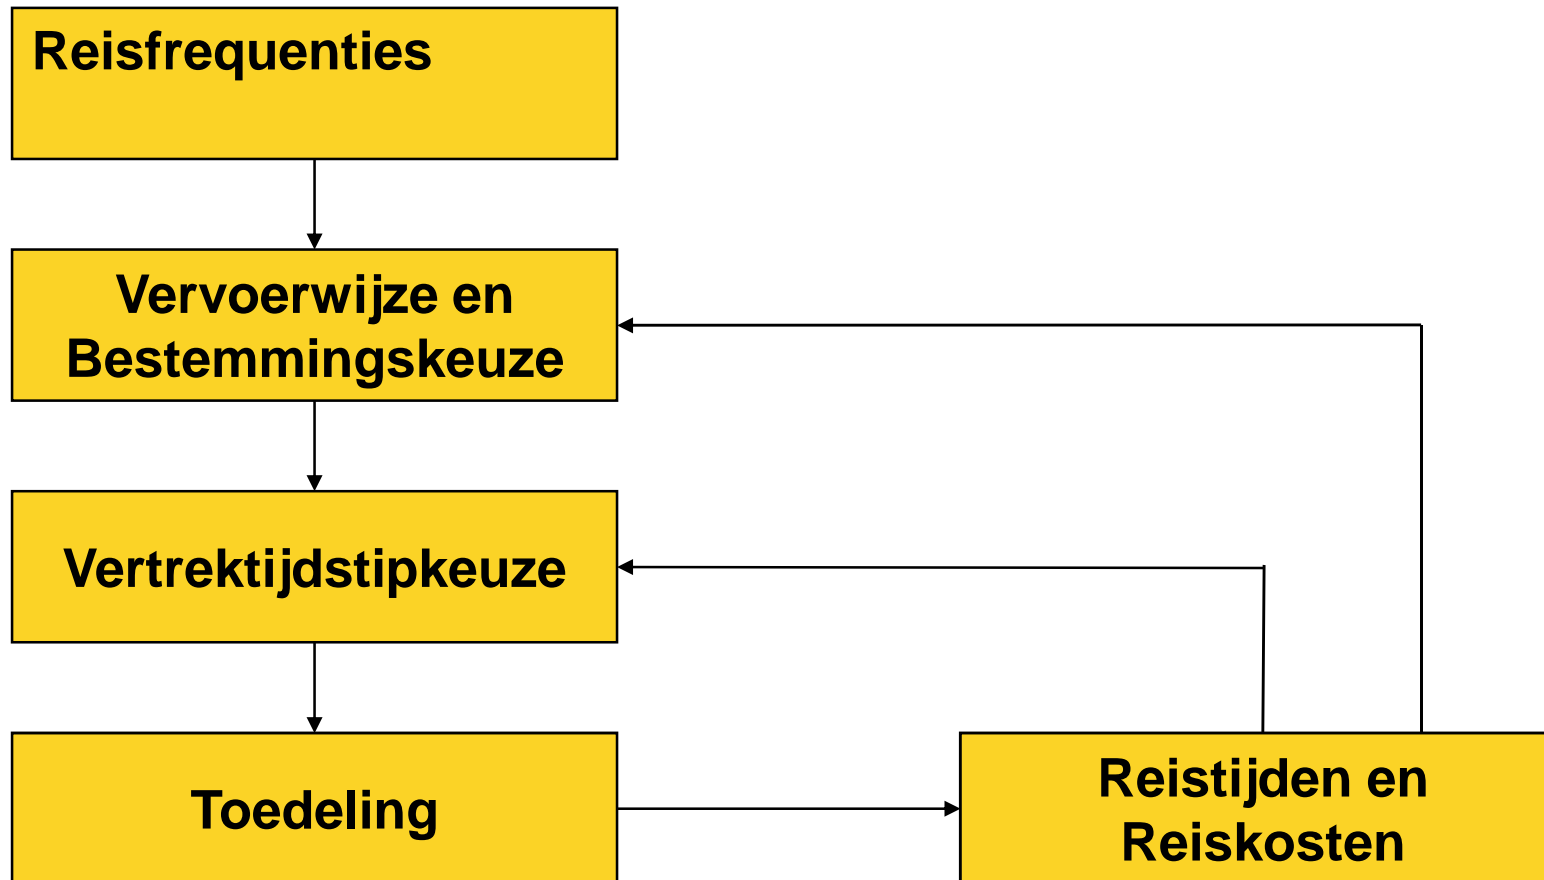 Reisfrequenties
Vervoerwijze en
Bestemmingskeuze
Vertrektijdstipkeuze
Toedeling
Reistijden en
Reiskosten